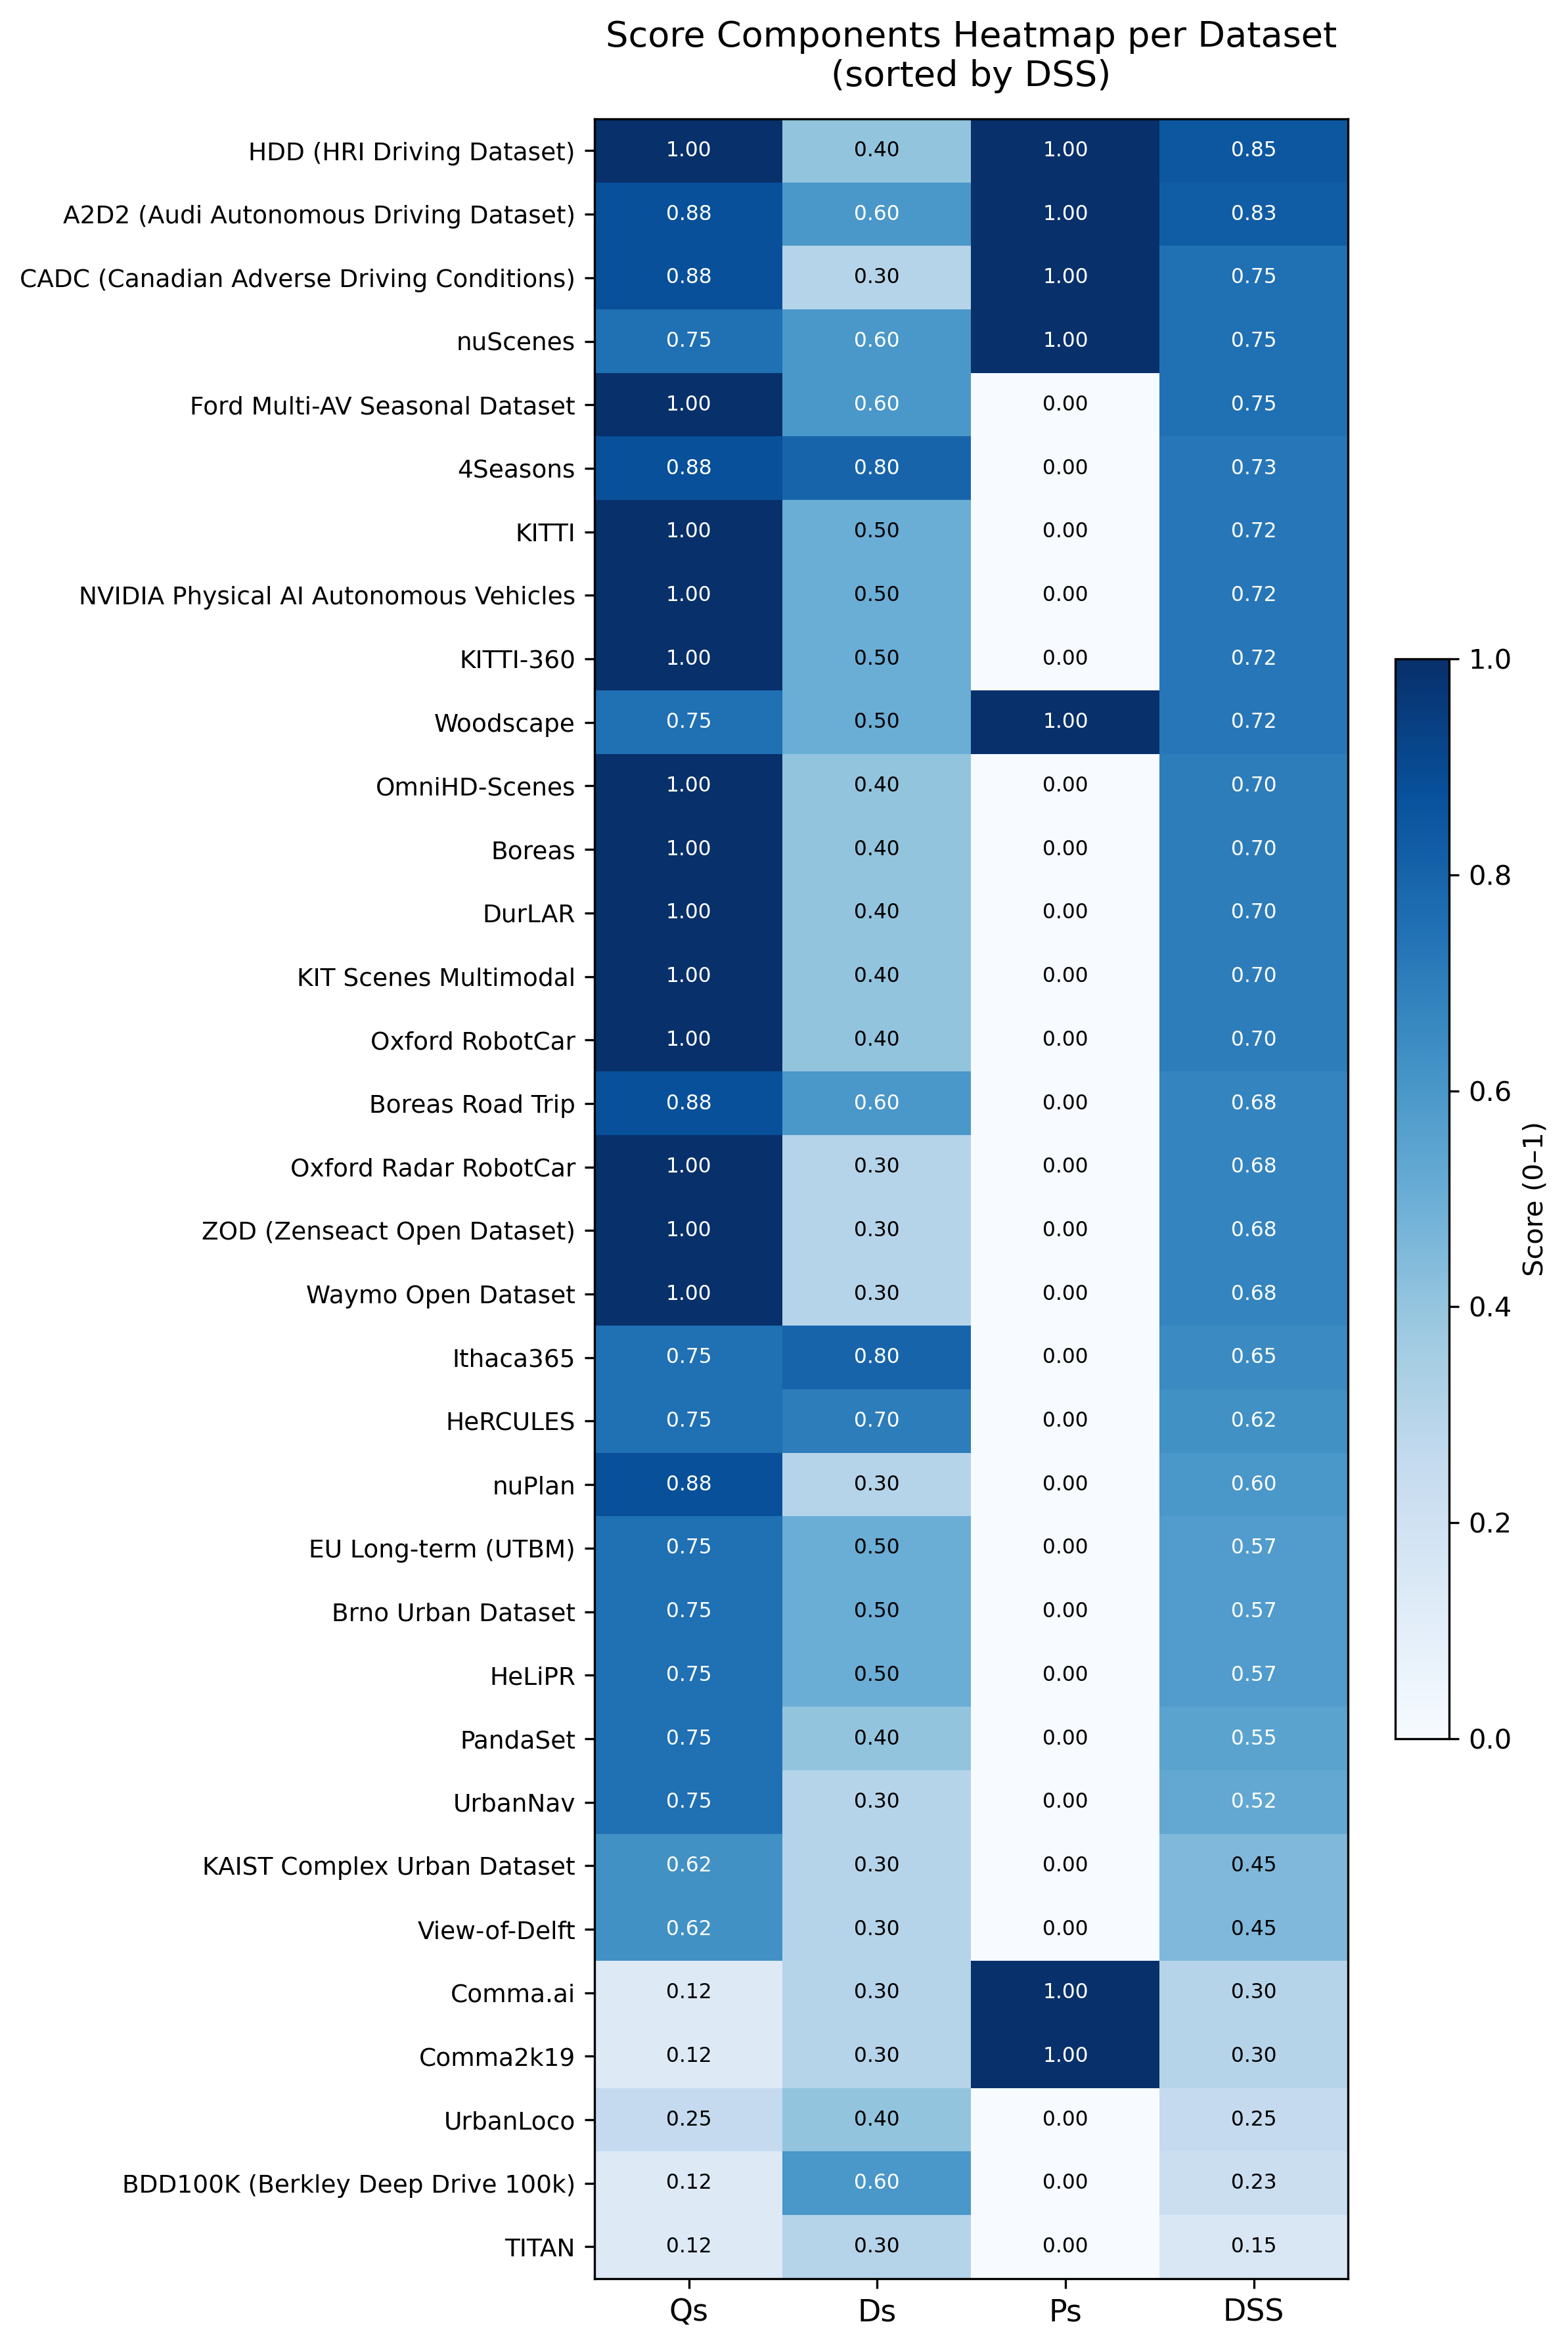 Score Components Heatmap per Dataset
(sorted by DSS)
HDD (HRI Driving Dataset) 1.00 0.40 1.00 0.85
A2D2 (Audi Autonomous Driving Dataset) 0.88 0.60 1.00 0.83
CADC (Canadian Adverse Driving Conditions) 0.88 0.30 1.00 0.75
nuScenes 0.75 0.60 1.00 0.75
Ford Multi-AV Seasonal Dataset 1.00 0.60 0.00 0.75
4Seasons 0.88 0.80 0.00 0.73
KITTI 1.00 0.50 0.00 0.72
NVIDIA Physical AI Autonomous Vehicles 1.00 0.50 0.00 0.72
KITTI-360 1.00 0.50 0.00 0.72
Woodscape 0.75 0.50 1.00 0.72
OmniHD-Scenes 1.00 0.40 0.00 0.70
Boreas 1.00 0.40 0.00 0.70
DurLAR 1.00 0.40 0.00 0.70
KIT Scenes Multimodal 1.00 0.40 0.00 0.70
Oxford RobotCar 1.00 0.40 0.00 0.70
Boreas Road Trip 0.88 0.60 0.00 0.68
Oxford Radar RobotCar 1.00 0.30 0.00 0.68
ZOD (Zenseact Open Dataset) 1.00 0.30 0.00 0.68
Waymo Open Dataset 1.00 0.30 0.00 0.68
Ithaca365 0.75 0.80 0.00 0.65
HeRCULES 0.75 0.70 0.00 0.62
nuPlan 0.88 0.30 0.00 0.60
EU Long-term (UTBM) 0.75 0.50 0.00 0.57
Brno Urban Dataset 0.75 0.50 0.00 0.57
HeLiPR 0.75 0.50 0.00 0.57
PandaSet 0.75 0.40 0.00 0.55
UrbanNav 0.75 0.30 0.00 0.52
KAIST Complex Urban Dataset 0.62 0.30 0.00 0.45
View-of-Delft 0.62 0.30 0.00 0.45
Comma.ai 0.12 0.30 1.00 0.30
Comma2k19 0.12 0.30 1.00 0.30
UrbanLoco 0.25 0.40 0.00 0.25
BDD100K (Berkley Deep Drive 100k) 0.12 0.60 0.00 0.23
TITAN 0.12 0.30 0.00 0.15
Qs Ds Ps DSS
1.0
0.8
0.6
0.4
0.2
0.0
Score (0–1)